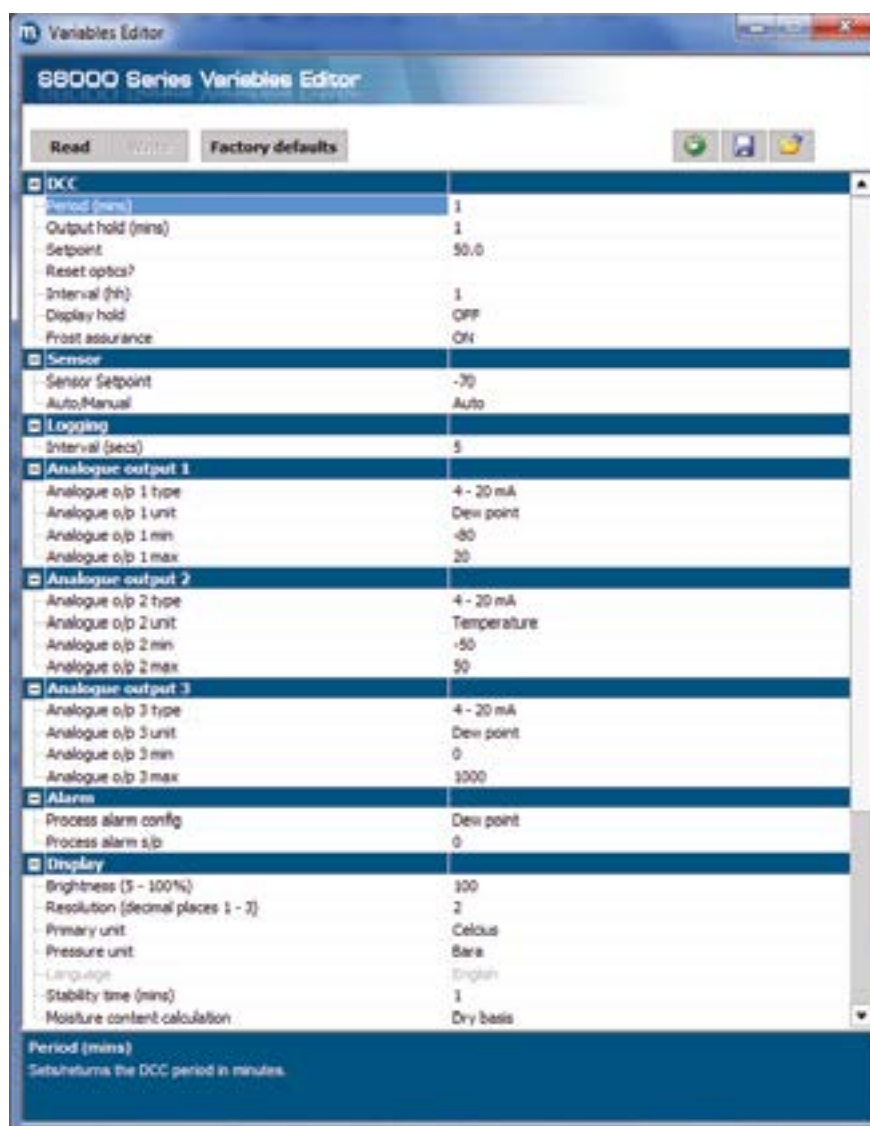 Variables Editor
S8000 Series Variables Editor
Read Write Factory defaults
DCC
Period (mins) 1
Output hold (mins) 1
Setpoint 50.0
Reset optics?
Interval (hh) 1
Display hold OFF
Frost assurance ON
Sensor
Sensor Setpoint -70
Auto/Manual Auto
Logging
Interval (secs) 5
Analogue output 1
Analogue o/p 1 type 4 - 20 mA
Analogue o/p 1 unit Dew point
Analogue o/p 1 min -80
Analogue o/p 1 max 20
Analogue output 2
Analogue o/p 2 type 4 - 20 mA
Analogue o/p 2 unit Temperature
Analogue o/p 2 min -50
Analogue o/p 2 max 50
Analogue output 3
Analogue o/p 3 type 4 - 20 mA
Analogue o/p 3 unit Dew point
Analogue o/p 3 min 0
Analogue o/p 3 max 1000
Alarm
Process alarm config Dew point
Process alarm s/p 0
Display
Brightness (5 - 100%) 100
Resolution (decimal places 1 - 3) 2
Primary unit Celcius
Pressure unit Bara
Language English
Stability time (mins) 1
Moisture content calculation Dry basis
Period (mins)
Sets/returns the DCC period in minutes.